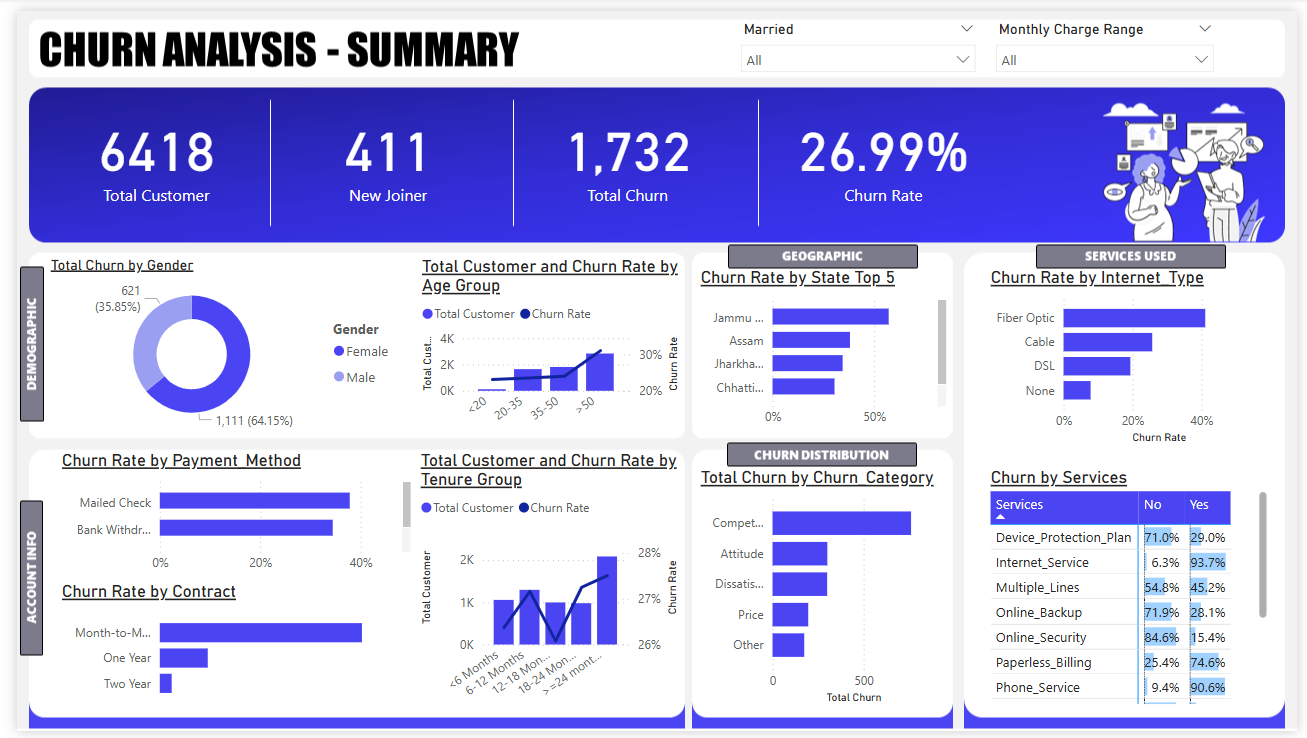 CHURN ANALYSIS - SUMMARY
Married
All
Monthly Charge Range
All
6418
Total Customer
411
New Joiner
1,732
Total Churn
26.99%
Churn Rate
DEMOGRAPHIC
Total Churn by Gender
621
(35.85%)
1,111 (64.15%)
Gender
Female
Male
Total Customer and Churn Rate by
Age Group
Total Customer Churn Rate
Total Cust...
4K
2K
0K
30%
20%
Churn Rate
<20
20-35
35-50
>50
GEOGRAPHIC
Churn Rate by State Top 5
Jammu ...
Assam
Jharkha...
Chhatti...
0% 50%
SERVICES USED
Churn Rate by Internet_Type
Fiber Optic
Cable
DSL
None
0% 20% 40%
Churn Rate
ACCOUNT INFO
Churn Rate by Payment_Method
Mailed Check
Bank Withdr...
0% 20% 40%
Churn Rate by Contract
Month-to-M...
One Year
Two Year
Total Customer and Churn Rate by
Tenure Group
Total Customer Churn Rate
Total Customer
2K
1K
0K
28%
27%
26%
Churn Rate
<6 Months
6-12 Months
12-18 Mon...
18-24 Mon...
>=24 mont...
CHURN DISTRIBUTION
Total Churn by Churn_Category
Compet...
Attitude
Dissatis...
Price
Other
0 500
Total Churn
Churn by Services
Services No Yes
Device_Protection_Plan 71.0% 29.0%
Internet_Service 6.3% 93.7%
Multiple_Lines 54.8% 45.2%
Online_Backup 71.9% 28.1%
Online_Security 84.6% 15.4%
Paperless_Billing 25.4% 74.6%
Phone_Service 9.4% 90.6%